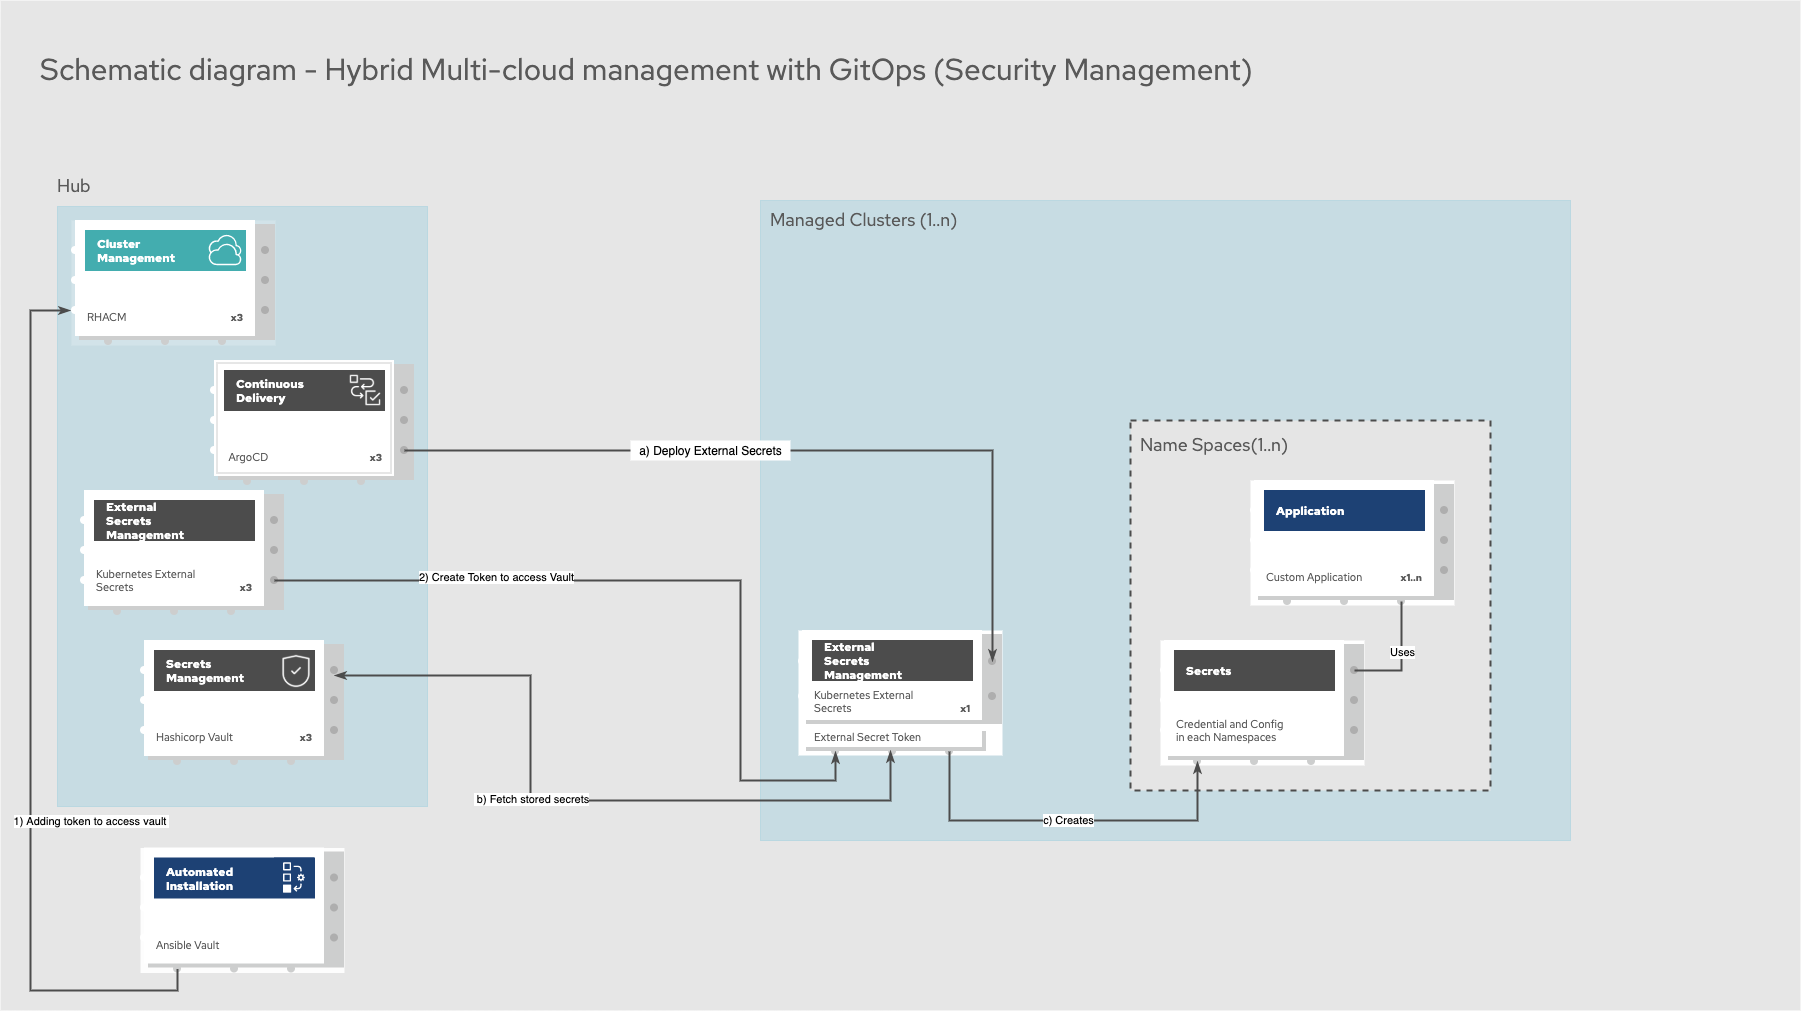 Schematic diagram - Hybrid Multi-cloud management with GitOps (Security Management)
Hub
Cluster
Management
RHACM
x3
Continuous
Delivery
ArgoCD
x3
External
Secrets
Management
Kubernetes External
Secrets
x3
Secrets
Management
Hashicorp Vault
x3
1) Adding token to access vault
Automated
Installation
Ansible Vault
a) Deploy External Secrets
2) Create Token to access Vault
b) Fetch stored secrets
Managed Clusters (1..n)
External
Secrets
Management
Kubernetes External
Secrets
x1
External Secret Token
c) Creates
Name Spaces(1..n)
Application
Custom Application
x1..n
Uses
Secrets
Credential and Config
in each Namespaces